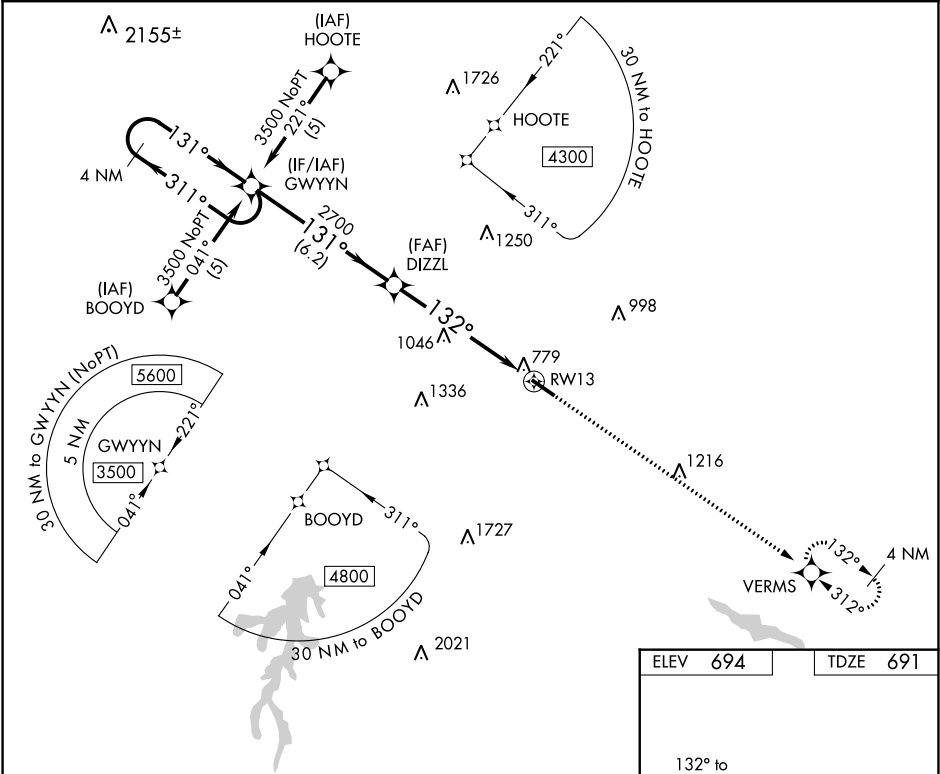 2155±
(IAF)
HOOTE
3500 NoPT
221°
(5)
131°
4 NM
311°
(IF/IAF)
GWYYN
3500 NoPT
041°
(5)
(IAF)
BOOYD
2700
131°
(6.2)
(FAF)
DIZZL
132°
1046
1726
221°
HOOTE
4300
30 NM to HOOTE
311°
1250
998
779
RW13
1336
30 NM to GWYYN (NoPT)
5600
5 NM
GWYYN
3500
221°
041°
BOOYD
311°
041°
4800
30 NM to BOOYD
1727
2021
1216
132°
4 NM
VERMS
312°
ELEV 694
TDZE 691
132° to